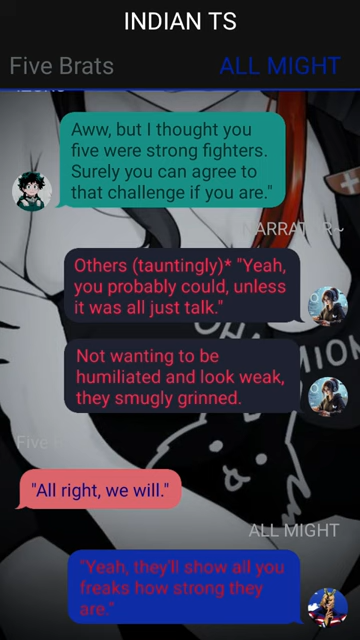 INDIAN TS
Five Brats
ALL MIGHT
Aww, but I thought you
five were strong fighters.
Surely you can agree to
that challenge if you are."
Others (tauntingly)* "Yeah,
you probably could, unless
it was all just talk."
Not wanting to be
humiliated and look weak,
they smugly grinned.
Five
"All right, we will."
ALL MIGHT
"Yeah, they'll show all you
freaks how strong they
are."